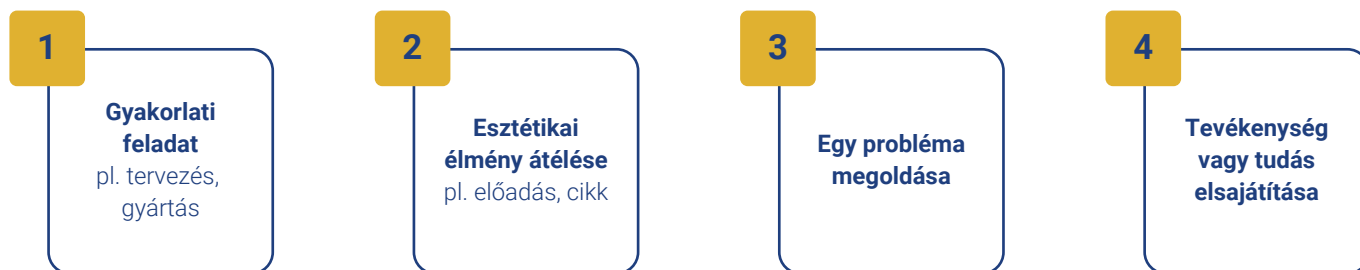 1
Gyakorlati
feladat
pl. tervezés,
gyártás
2
Esztétikai
élmény átélése
pl. előadás, cikk
3
Egy probléma
megoldása
4
Tevékenység
vagy tudás
elsajátítása